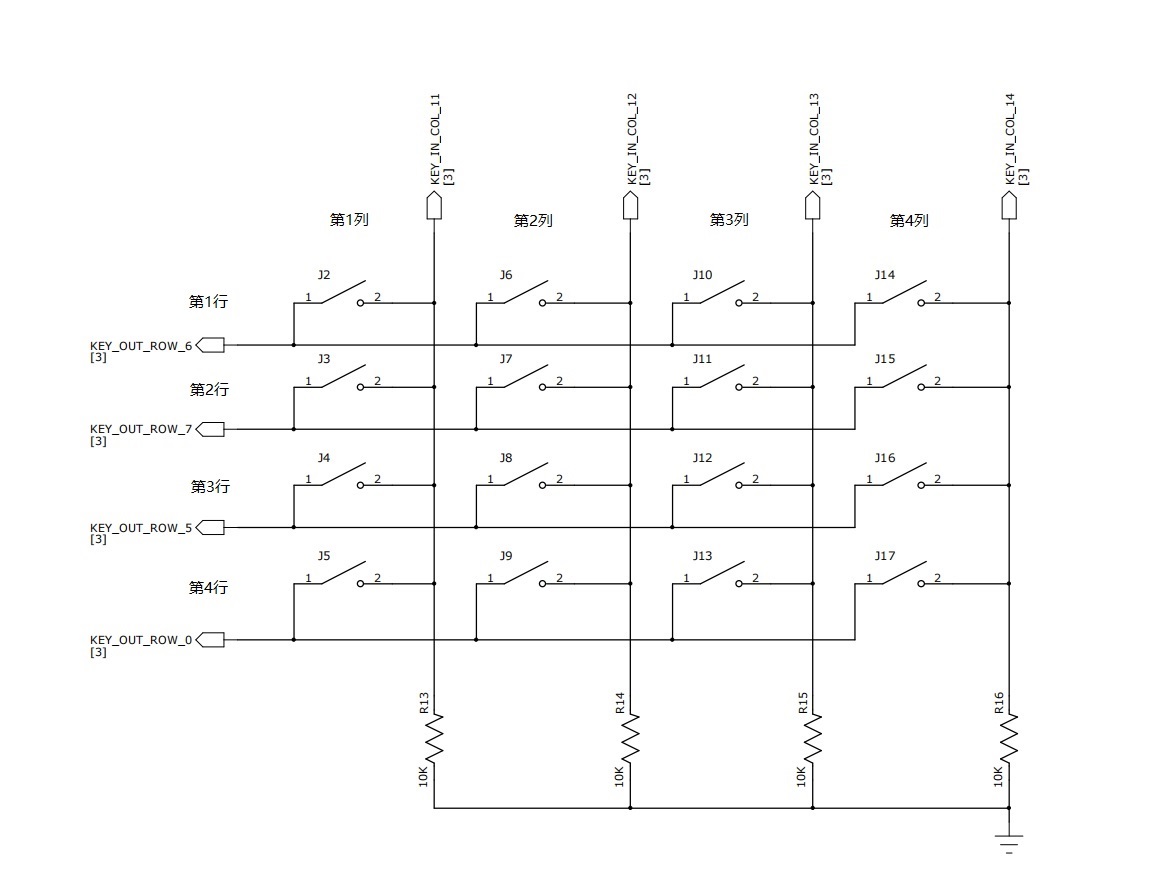 KEY_IN_COL_11
[3]
KEY_IN_COL_12
[3]
KEY_IN_COL_13
[3]
KEY_IN_COL_14
[3]
第1列
第2列
第3列
第4列
J2
J6
J10
J14
第1行
1 2
1 2
1 2
1 2
KEY_OUT_ROW_6
[3]
J3
J7
J11
J15
第2行
1 2
1 2
1 2
1 2
KEY_OUT_ROW_7
[3]
J4
J8
J12
J16
第3行
1 2
1 2
1 2
1 2
KEY_OUT_ROW_5
[3]
J5
J9
J13
J17
第4行
1 2
1 2
1 2
1 2
KEY_OUT_ROW_0
[3]
R13
R14
R15
R16
10K
10K
10K
10K